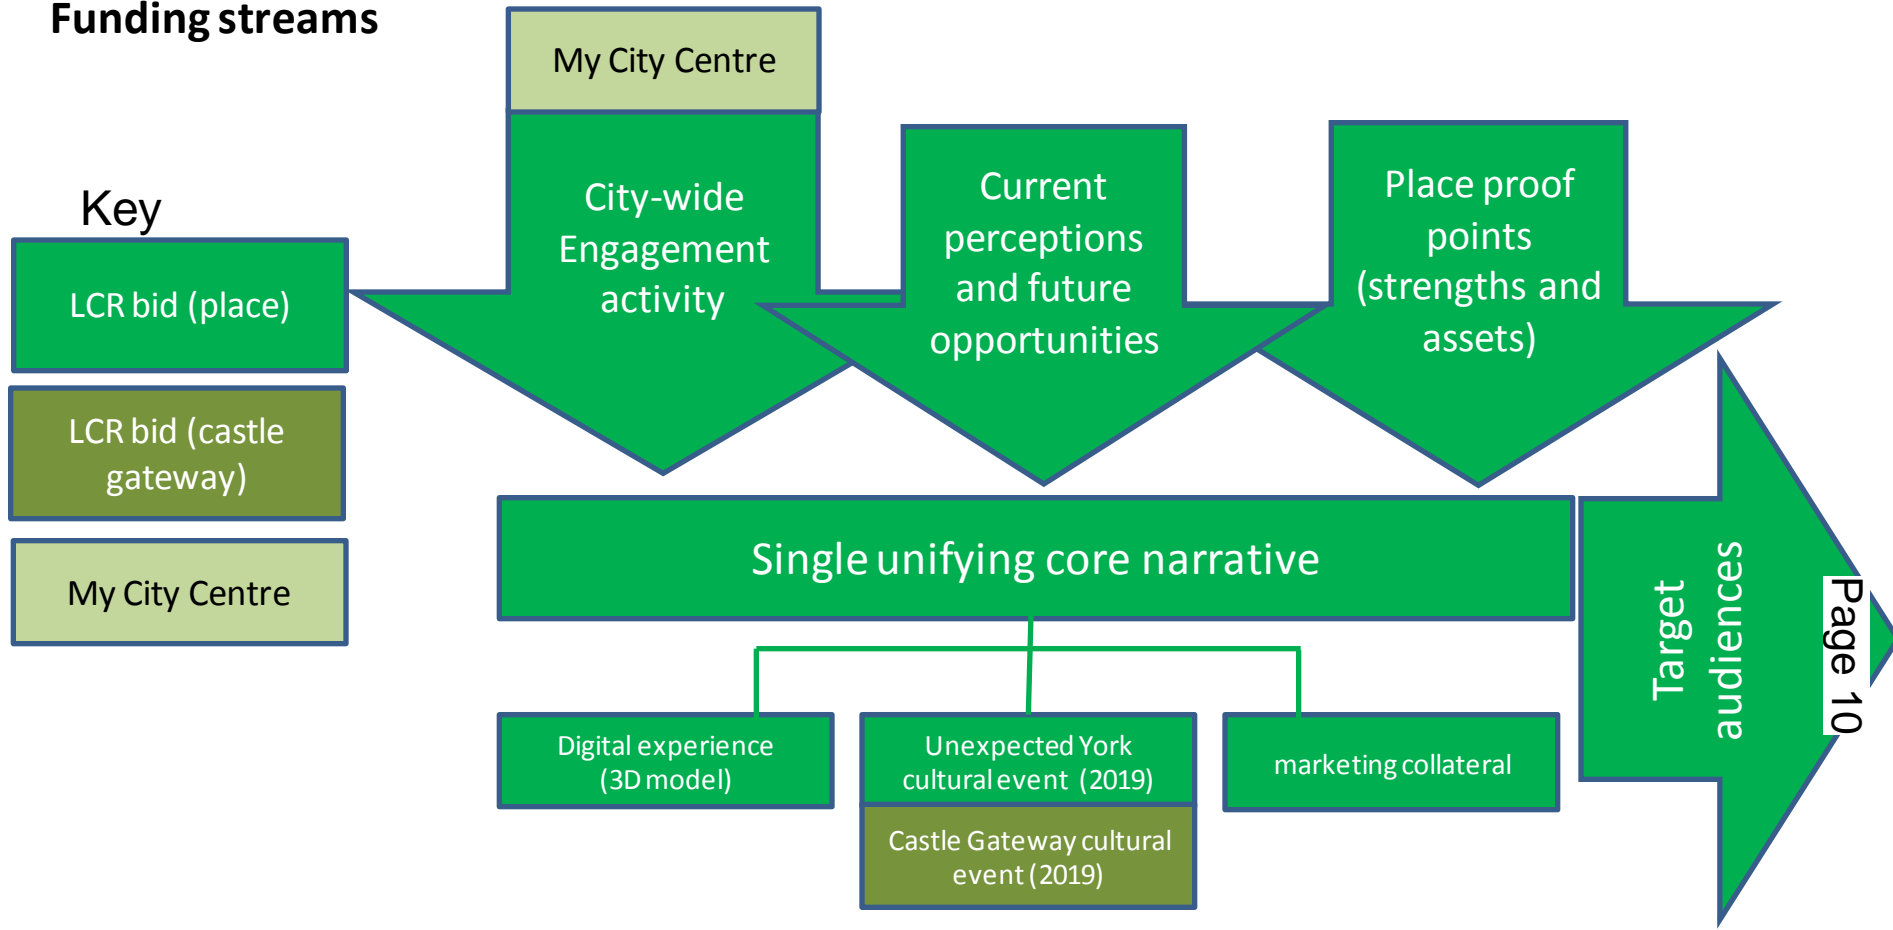 Funding streams
My City Centre
Key
LCR bid (place)
LCR bid (castle
gateway)
My City Centre
City-wide
Engagement
activity
Current
perceptions
and future
opportunities
Place proof
points
(strengths and
assets)
Single unifying core narrative
Target
audiences
Page 10
Digital experience
(3D model)
Unexpected York
cultural event (2019)
Castle Gateway cultural
event (2019)
marketing collateral